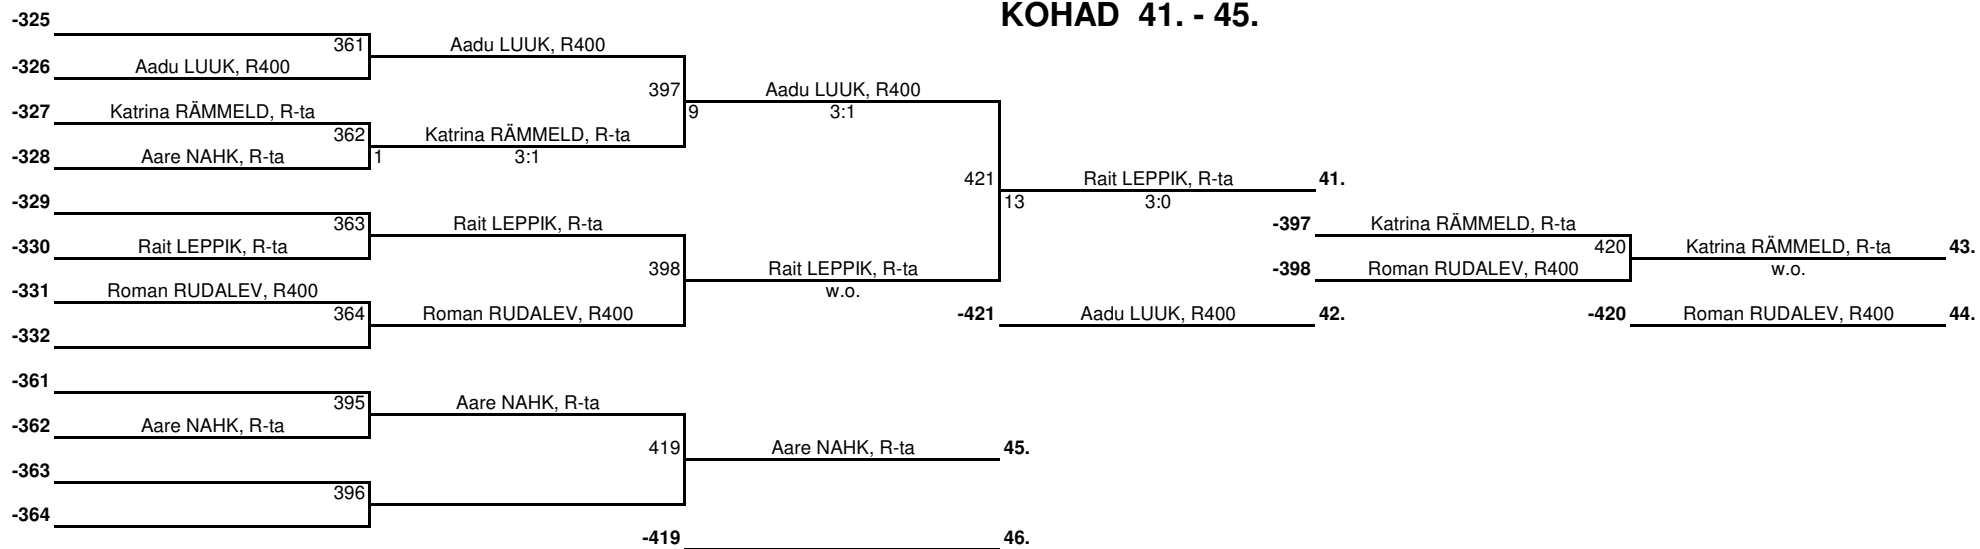 KOHAD 41. - 45.
-325
361
Aadu LUUK, R400
-326
Aadu LUUK, R400
397
Aadu LUUK, R400
9
3:1
-327
Katrina RÄMMELD, R-ta
362
Katrina RÄMMELD, R-ta
1
3:1
-328
Aare NAHK, R-ta
421
Rait LEPPIK, R-ta
41.
13
3:0
-329
363
Rait LEPPIK, R-ta
-330
Rait LEPPIK, R-ta
398
Rait LEPPIK, R-ta
w.o.
-331
Roman RUDALEV, R400
364
Roman RUDALEV, R400
-332
-397
Katrina RÄMMELD, R-ta
420
Katrina RÄMMELD, R-ta
43.
w.o.
-398
Roman RUDALEV, R400
-421
Aadu LUUK, R400
42.
-420
Roman RUDALEV, R400
44.
-361
395
Aare NAHK, R-ta
-362
Aare NAHK, R-ta
419
Aare NAHK, R-ta
45.
-363
396
-364
-419
46.